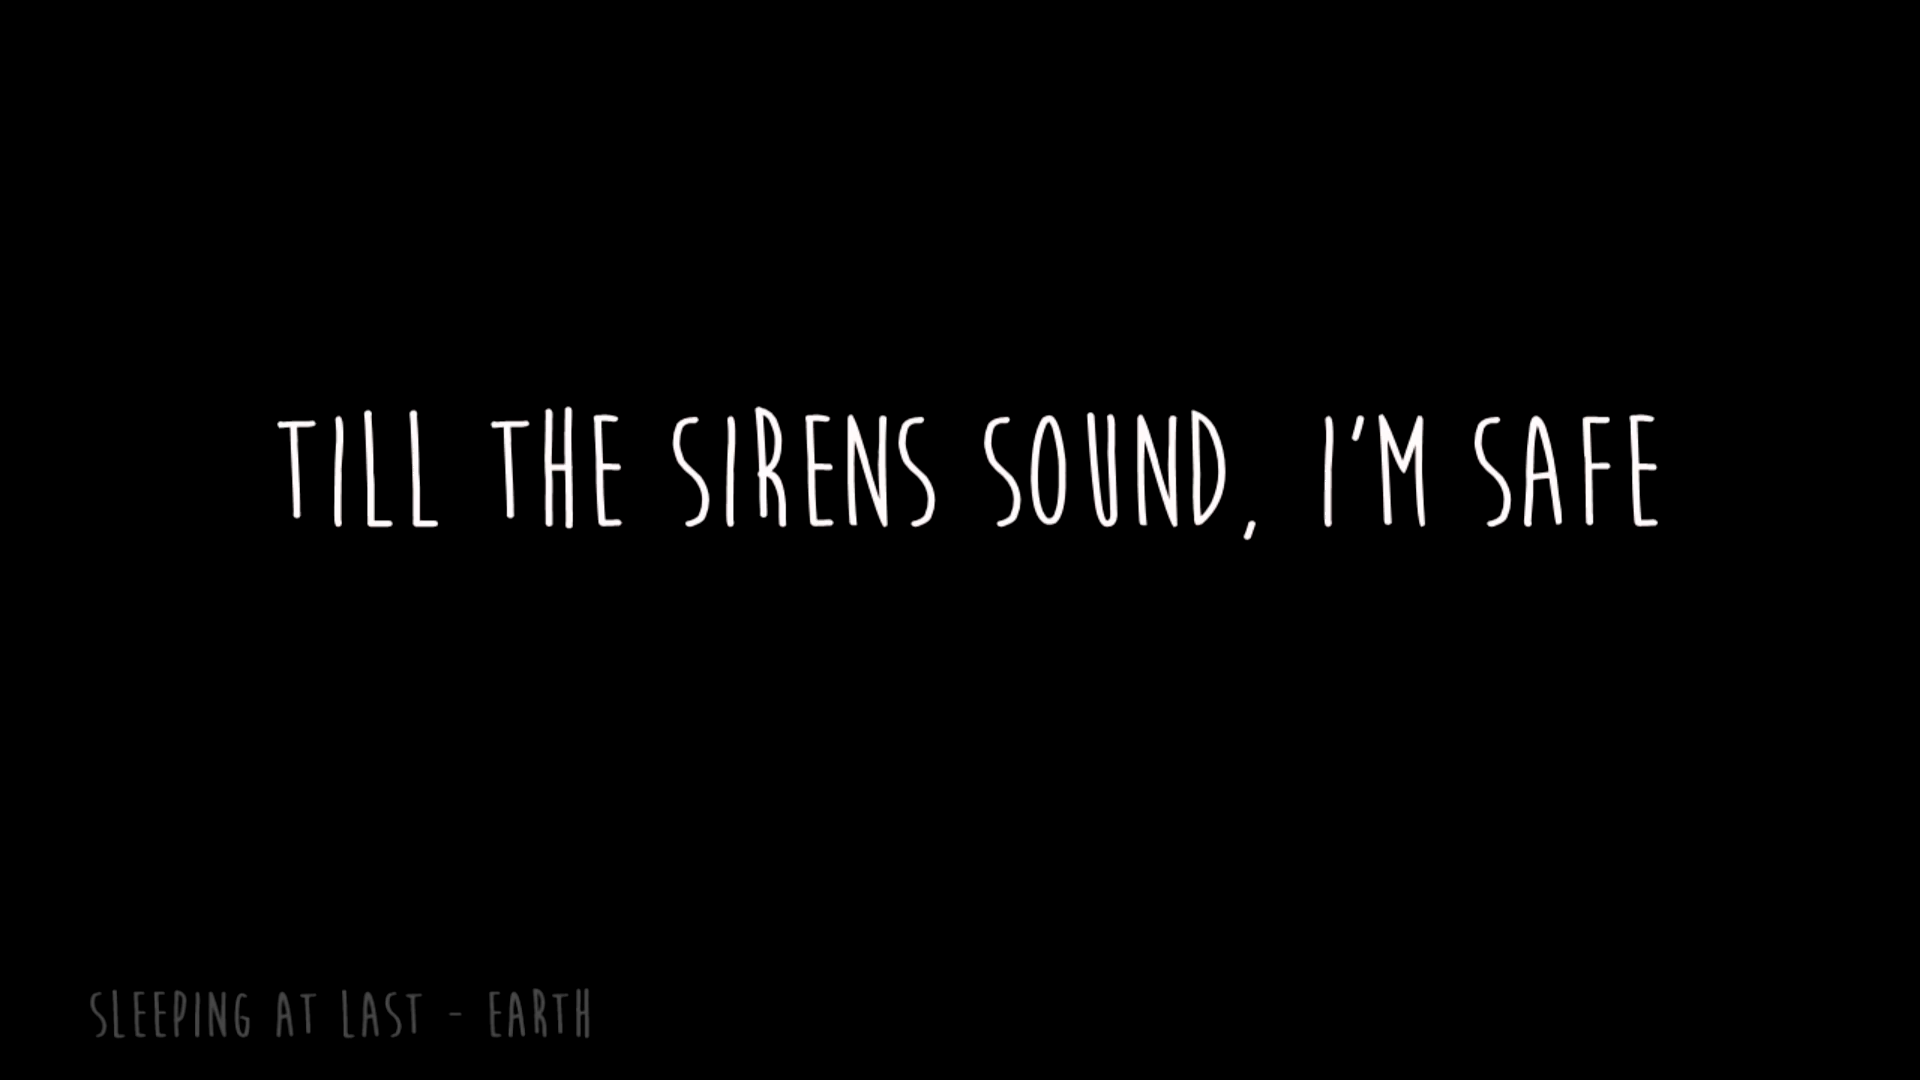 TILL THE SIRENS SOUND, I'M SAFE
SLEEPING AT LAST - EARTH